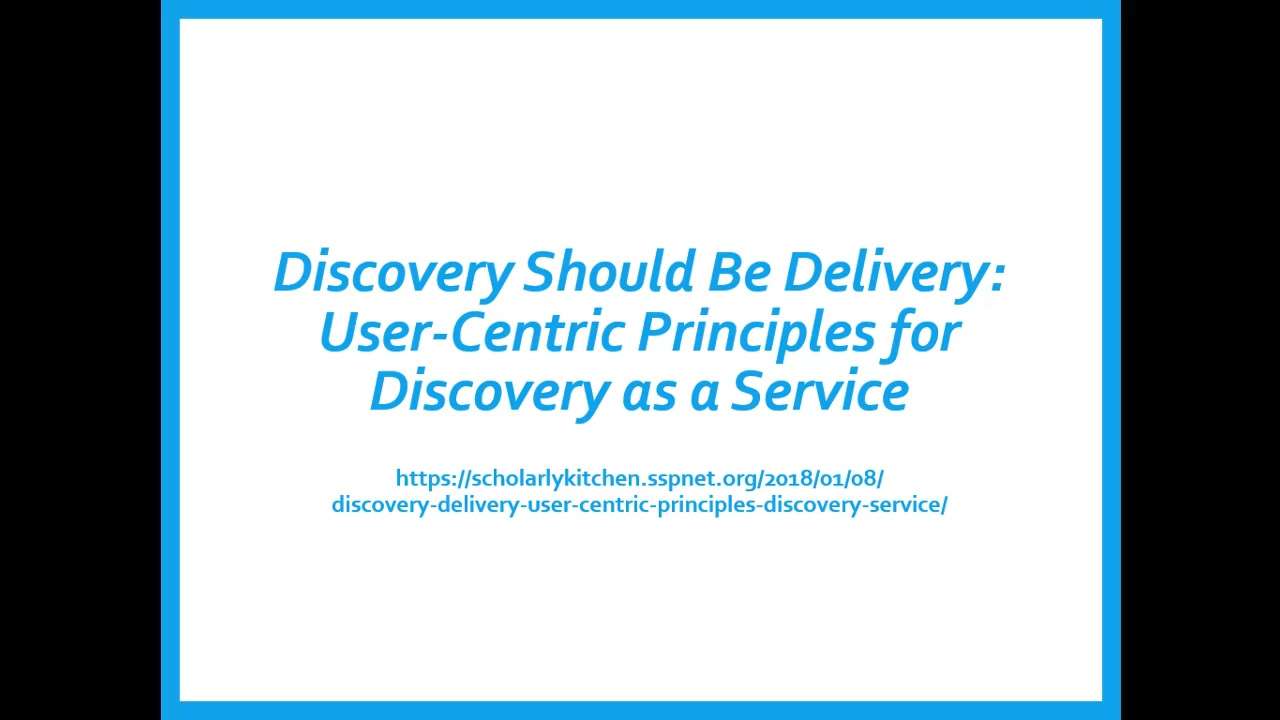 Discovery Should Be Delivery:
User-Centric Principles for
Discovery as a Service
https://scholarlykitchen.sspnet.org/2018/01/08/
discovery-delivery-user-centric-principles-discovery-service/